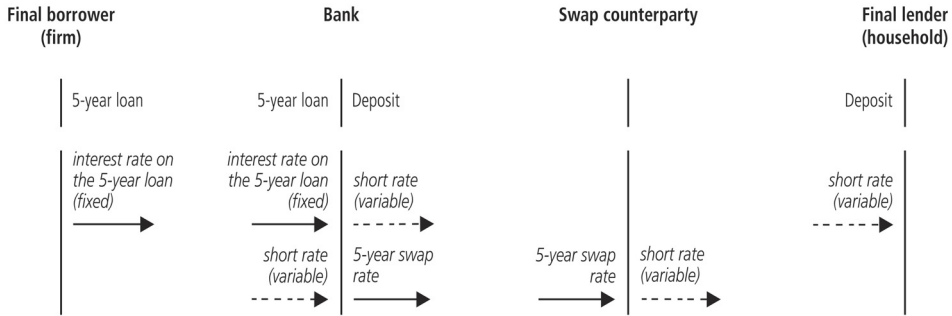 Final borrower
(firm)
Bank
Swap counterparty
Final lender
(household)
5-year loan
5-year loan
Deposit
Deposit
interest rate on
the 5-year loan
(fixed)
interest rate on
the 5-year loan
(fixed)
short rate
(variable)
short rate
(variable)
short rate
(variable)
5-year swap
rate
5-year swap
rate
short rate
(variable)